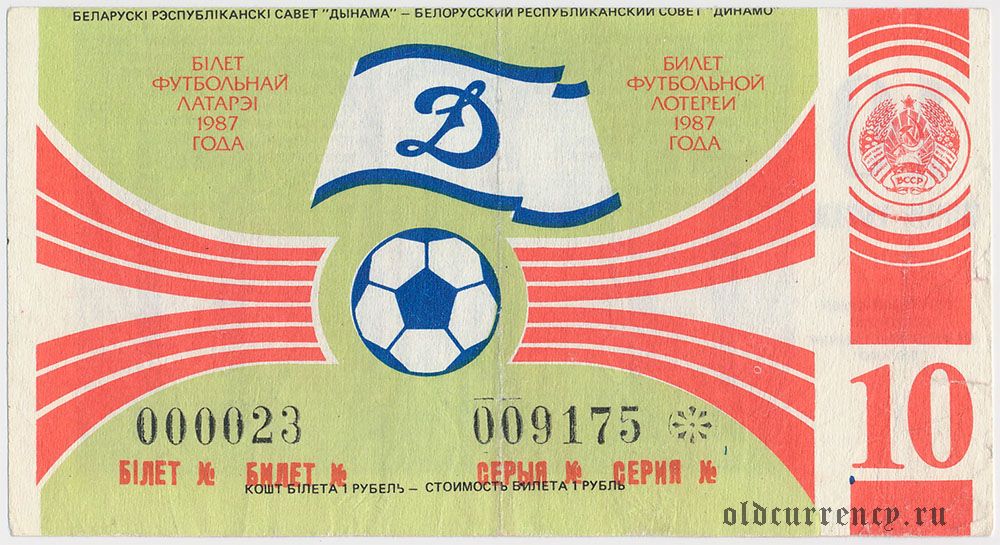 БЕЛАРУСКІ РЭСПУБЛІКАНСКІ САВЕТ "ДЫНАМА" – БЕЛОРУССКИЙ РЕСПУБЛИКАНСКИЙ СОВЕТ "ДИНАМО"
БІЛЕТ
ФУТБОЛЬНАЙ
ЛАТАРЭІ
1987
ГОДА
БИЛЕТ
ФУТБОЛЬНОЙ
ЛОТЕРЕИ
1987
ГОДА
Д
БССР
10
000023 009175
БІЛЕТ № БИЛЕТ № СЕРЫЯ № СЕРИЯ №
КОШТ БІЛЕТА 1 РУБЕЛЬ – СТОИМОСТЬ БИЛЕТА 1 РУБЛЬ
oldcurrency.ru